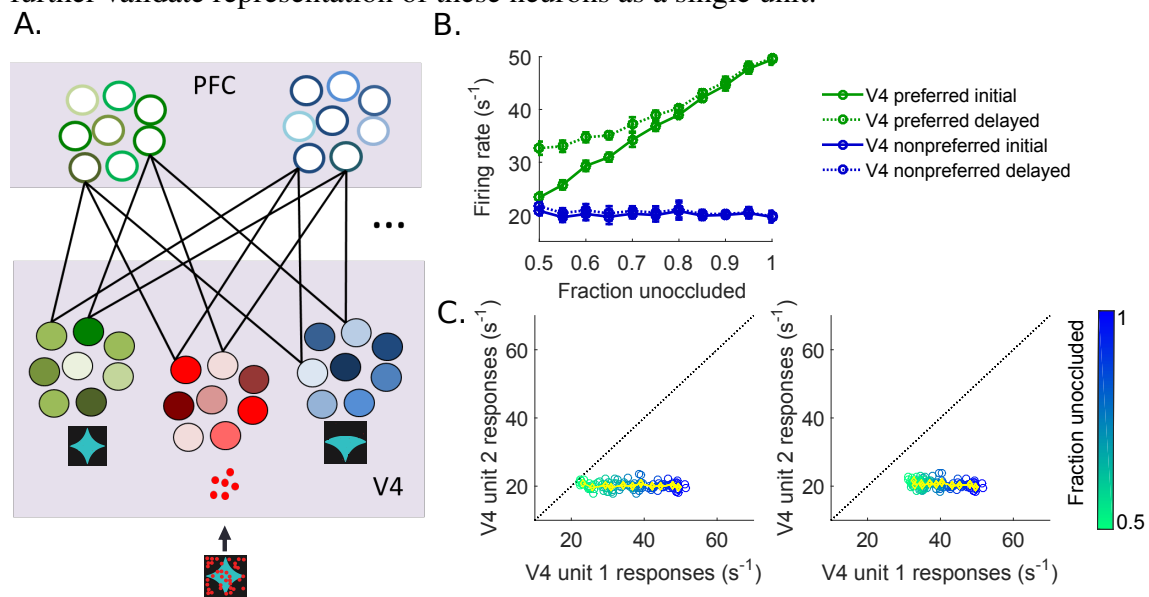 further validate representation of these neurons as a single unit.
A.
PFC
...
V4
B.
Firing rate (s⁻¹)
50
40
30
20
0.5 0.6 0.7 0.8 0.9 1
Fraction unoccluded
V4 preferred initial
V4 preferred delayed
V4 nonpreferred initial
V4 nonpreferred delayed
C.
V4 unit 2 responses (s⁻¹)
60
40
20
20 40 60
V4 unit 1 responses (s⁻¹)
V4 unit 2 responses (s⁻¹)
60
40
20
20 40 60
V4 unit 1 responses (s⁻¹)
Fraction unoccluded
1
0.5